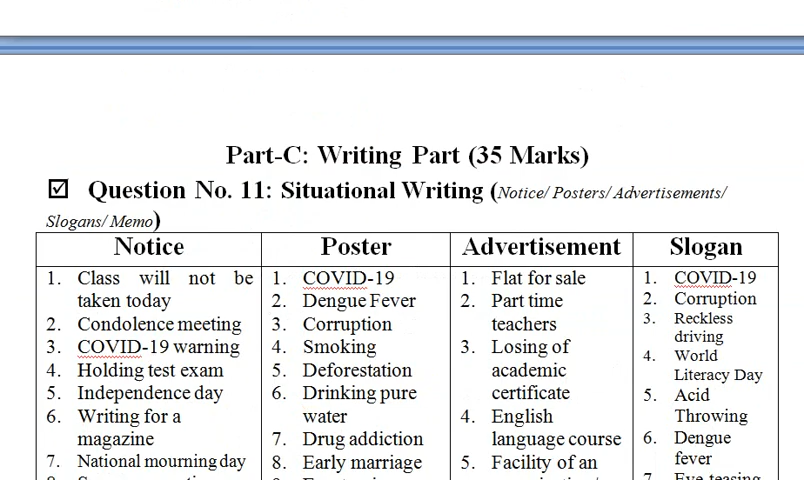 Part-C: Writing Part (35 Marks)
☑ Question No. 11: Situational Writing (Notice/ Posters/ Advertisements/
Slogans/ Memo)
Notice
1. Class will not be
taken today
2. Condolence meeting
3. COVID-19 warning
4. Holding test exam
5. Independence day
6. Writing for a
magazine
7. National mourning day
Poster
1. COVID-19
2. Dengue Fever
3. Corruption
4. Smoking
5. Deforestation
6. Drinking pure
water
7. Drug addiction
8. Early marriage
Advertisement
1. Flat for sale
2. Part time
teachers
3. Losing of
academic
certificate
4. English
language course
5. Facility of an
Slogan
1. COVID-19
2. Corruption
3. Reckless
driving
4. World
Literacy Day
5. Acid
Throwing
6. Dengue
fever
7. Eve-teasing